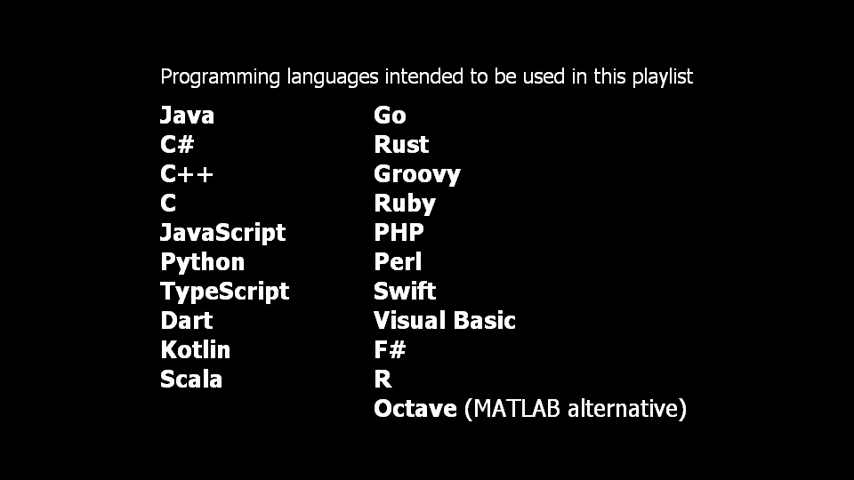 Programming languages intended to be used in this playlist
Java
C#
C++
C
JavaScript
Python
TypeScript
Dart
Kotlin
Scala
Go
Rust
Groovy
Ruby
PHP
Perl
Swift
Visual Basic
F#
R
Octave (MATLAB alternative)